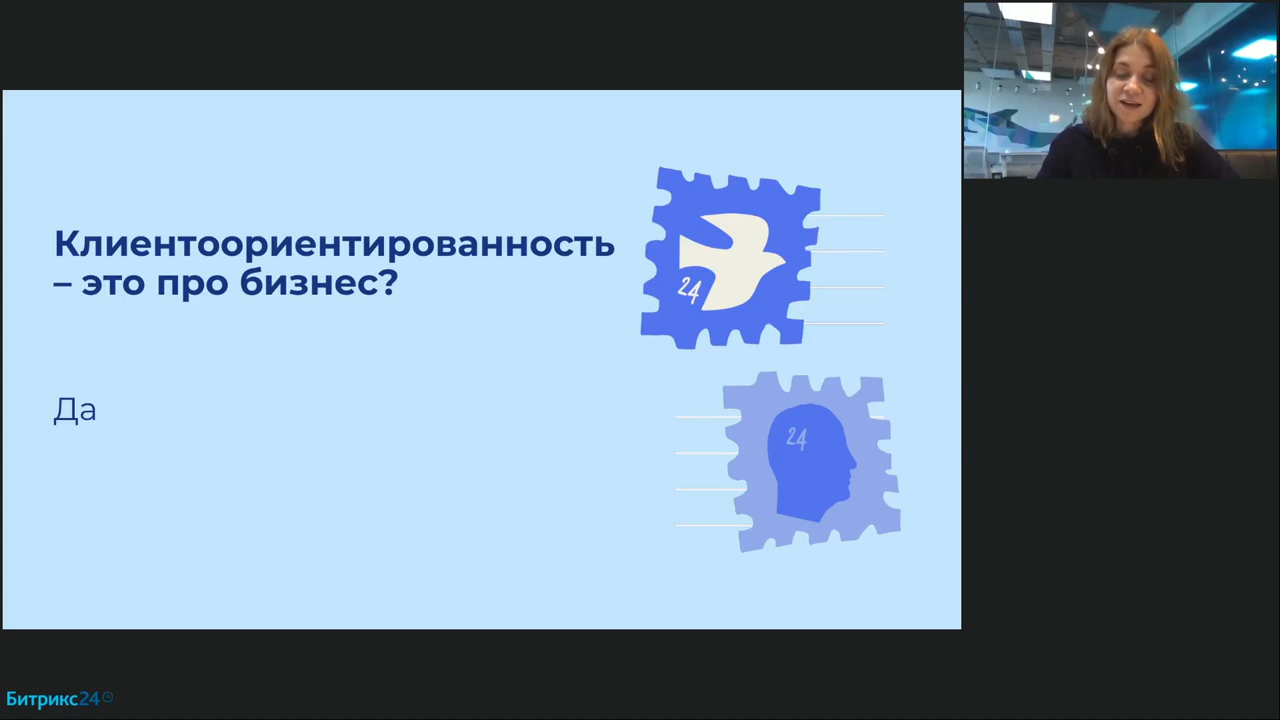 Клиентоориентированность
– это про бизнес?
24
Да
24
Битрикс24